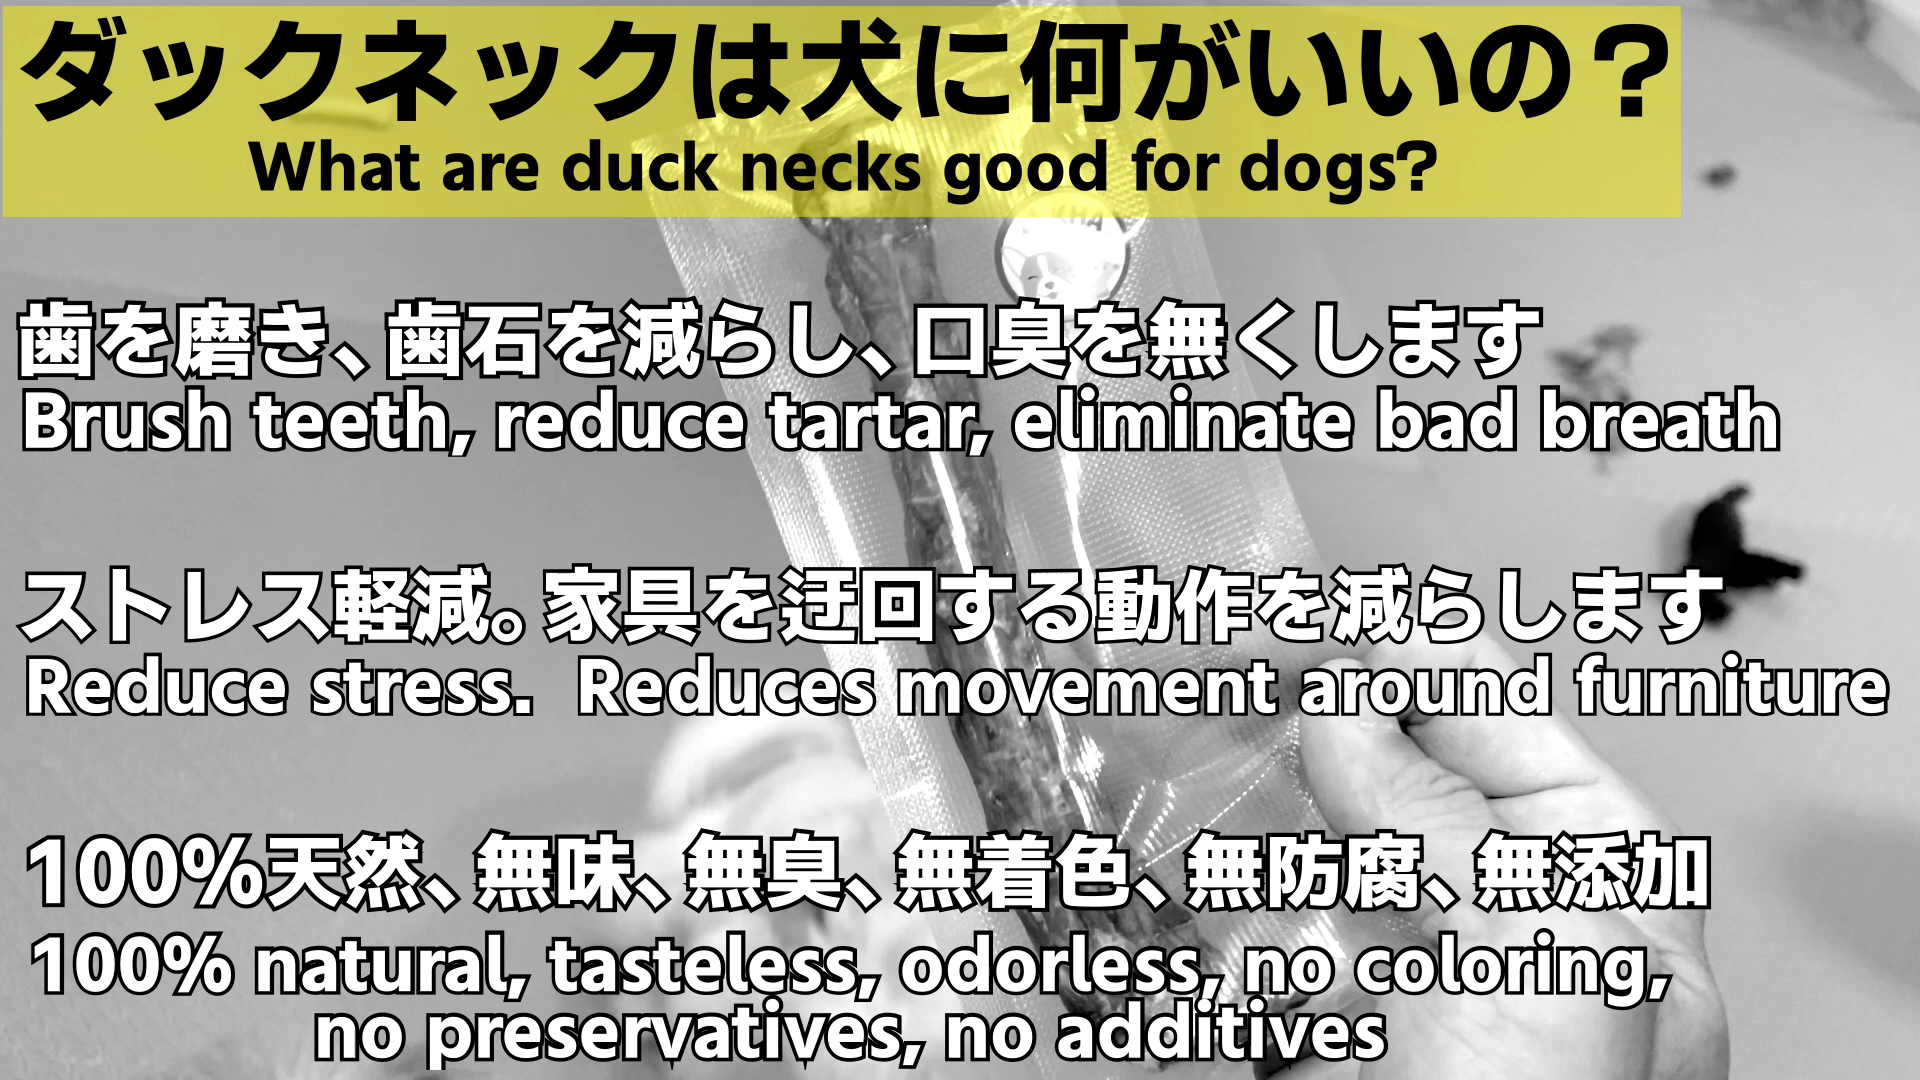 ダックネックは犬に何がいいの？
What are duck necks good for dogs?
KHA
歯を磨き、歯石を減らし、口臭を無くします
Brush teeth, reduce tartar, eliminate bad breath
ストレス軽減。家具を迂回する動作を減らします
Reduce stress.  Reduces movement around furniture
100%天然、無味、無臭、無着色、無防腐、無添加
100% natural, tasteless, odorless, no coloring,
no preservatives, no additives